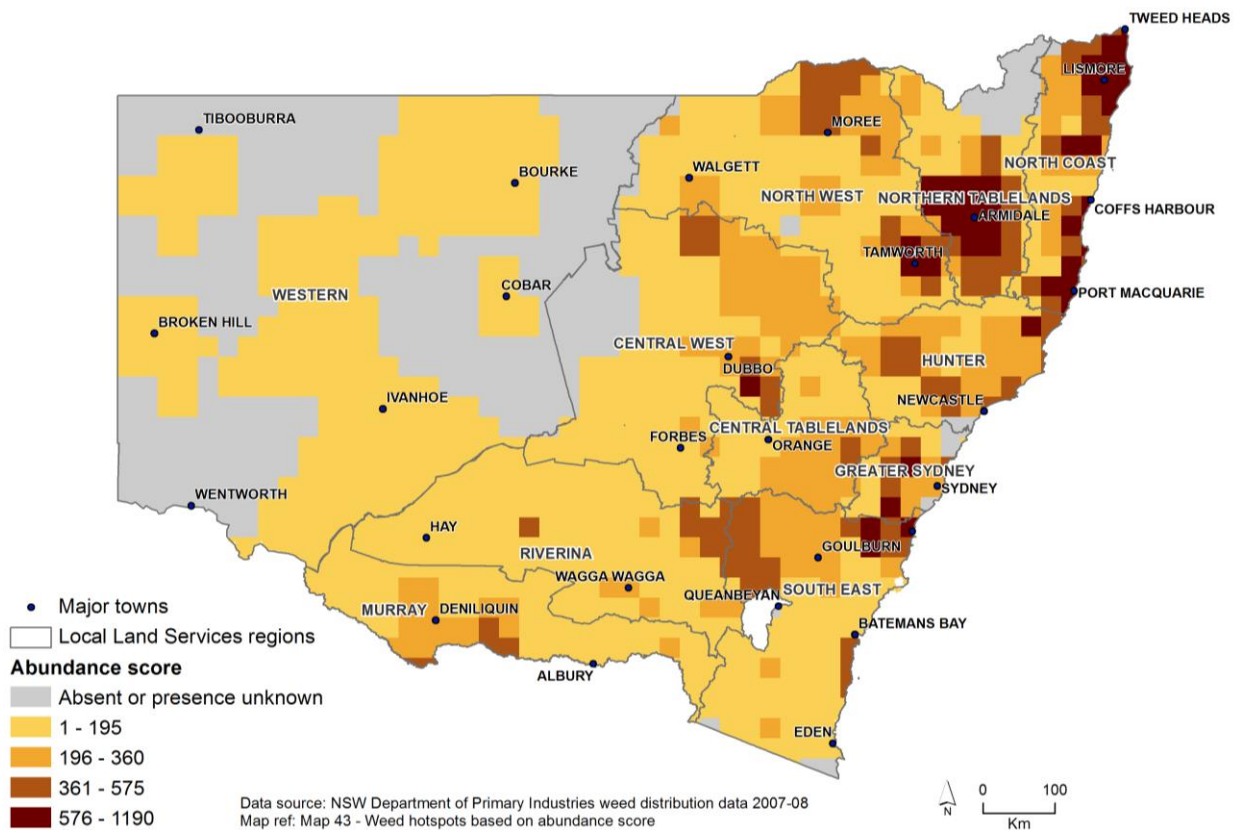 TWEED HEADS
LISMORE
TIBOOBURRA
MOREE
BOURKE
WALGETT
NORTH COAST
NORTH WEST
NORTHERN TABLELANDS
ARMIDALE
COFFS HARBOUR
TAMWORTH
COBAR
WESTERN
PORT MACQUARIE
BROKEN HILL
CENTRAL WEST
HUNTER
DUBBO
IVANHOE
NEWCASTLE
FORBES
CENTRAL TABLELANDS
ORANGE
GREATER SYDNEY
SYDNEY
WENTWORTH
HAY
RIVERINA
GOULBURN
WAGGA WAGGA
QUEANBEYAN
SOUTH EAST
MURRAY
DENILIQUIN
BATEMANS BAY
ALBURY
EDEN
Major towns
Local Land Services regions
Abundance score
Absent or presence unknown
1 - 195
196 - 360
361 - 575
576 - 1190
Data source: NSW Department of Primary Industries weed distribution data 2007-08
Map ref: Map 43 - Weed hotspots based on abundance score
N
0 100
Km